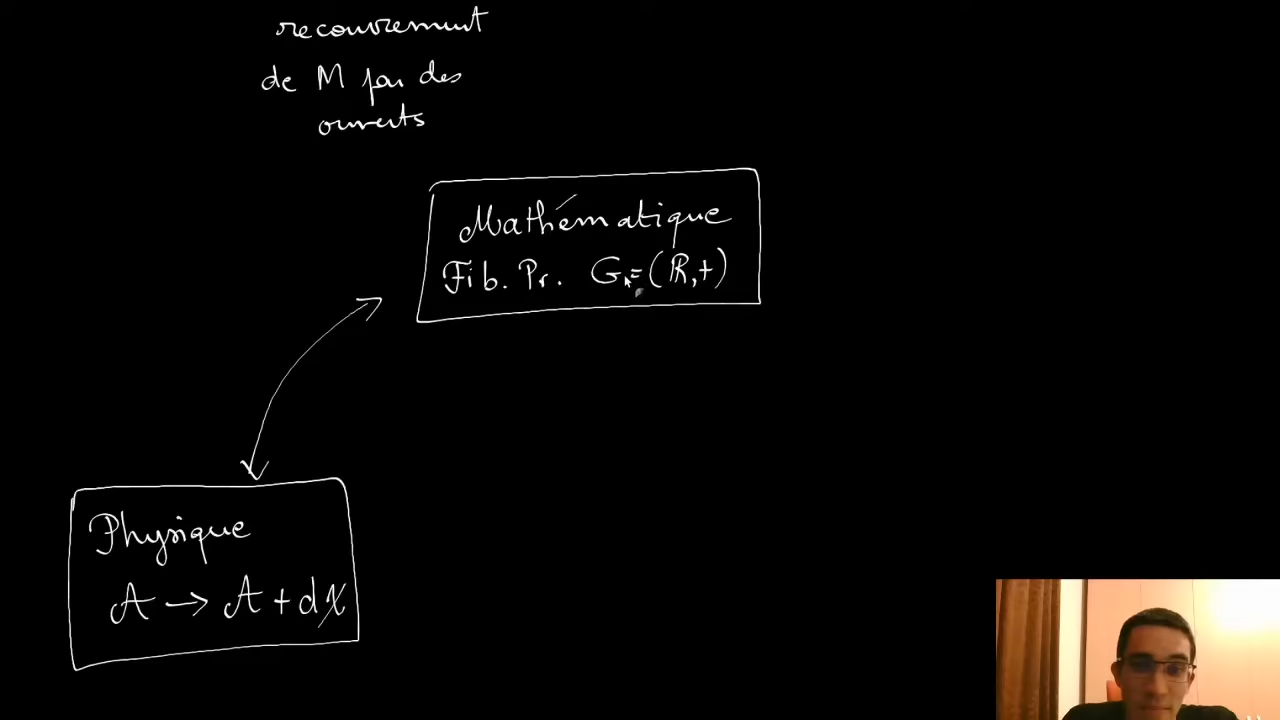 recouvrement
de M par des
ouverts
Mathématique
Fib. Pr. G=(ℝ,+)
Physique
A → A + dχ